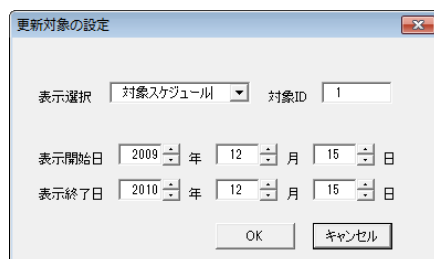 更新対象の設定
表示選択 対象スケジュール 対象ID 1
表示開始日 2009 年 12 月 15 日
表示終了日 2010 年 12 月 15 日
OK キャンセル